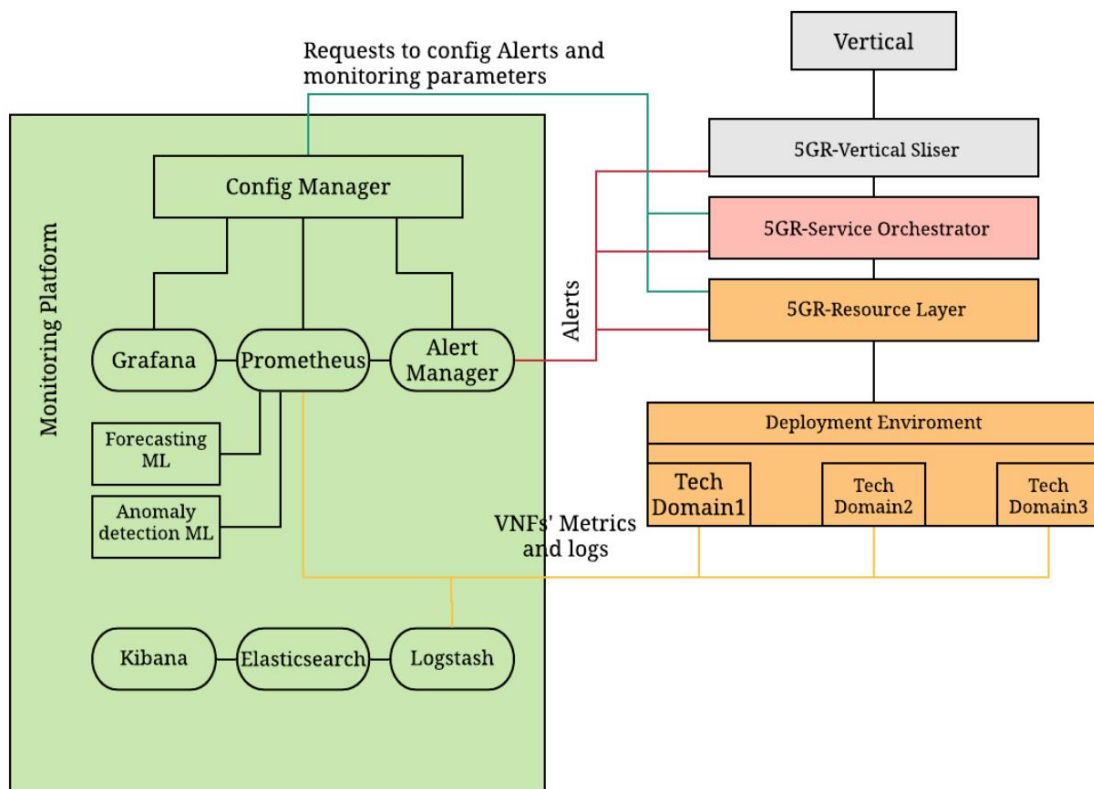 Requests to config Alerts and
monitoring parameters
Vertical
5GR-Vertical Sliser
5GR-Service Orchestrator
5GR-Resource Layer
Alerts
Monitoring Platform
Config Manager
Grafana
Prometheus
Alert
Manager
Forecasting
ML
Anomaly
detection ML
Deployment Enviroment
Tech
Domain1
Tech
Domain2
Tech
Domain3
VNFs' Metrics
and logs
Kibana
Elasticsearch
Logstash